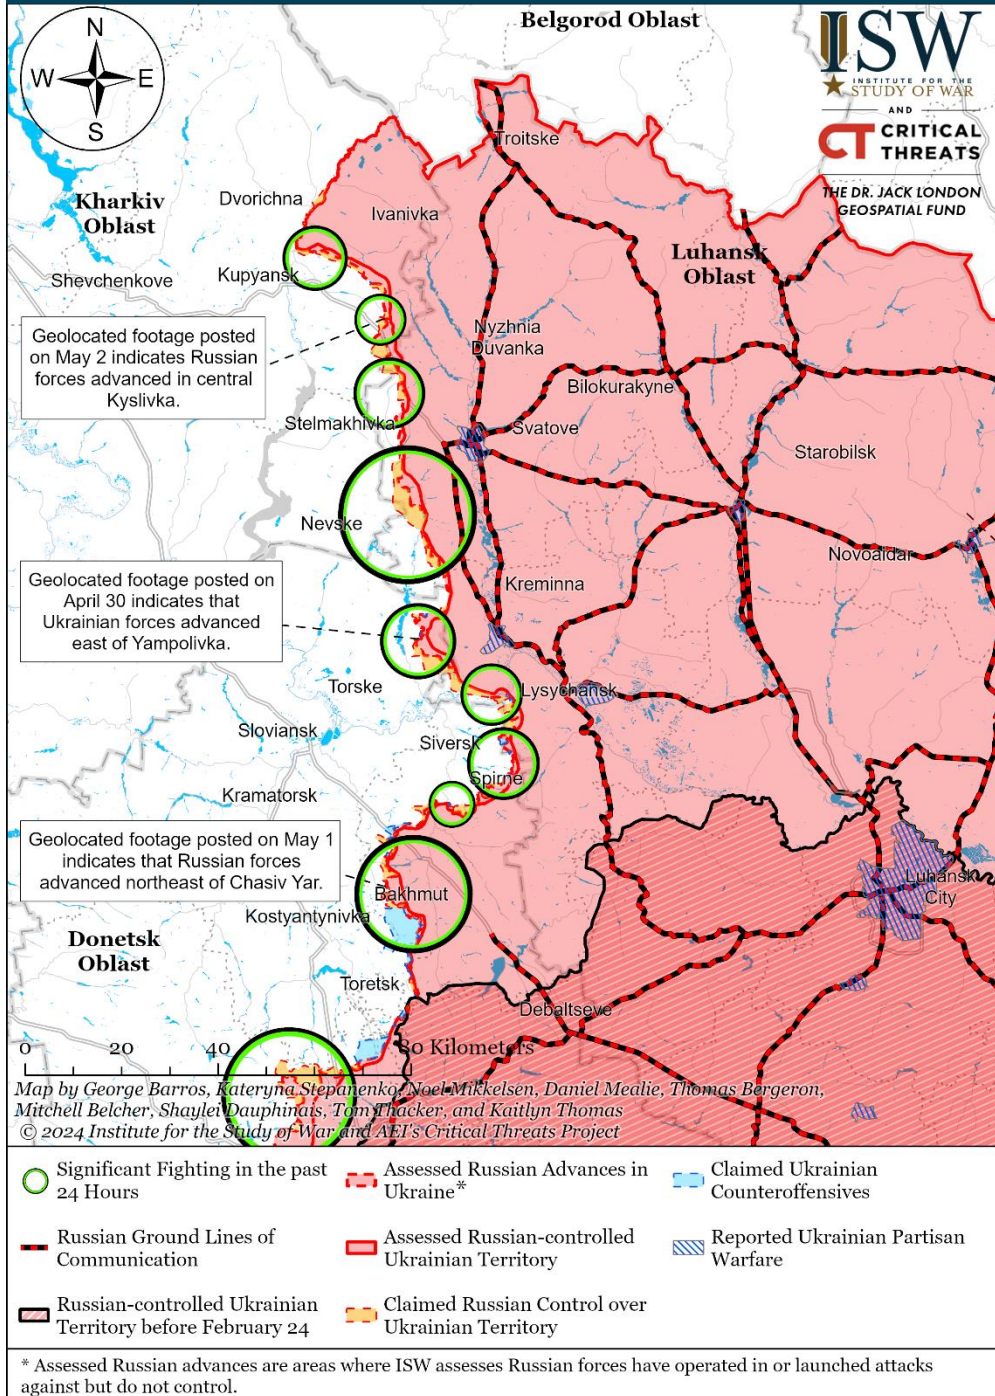 Belgorod Oblast
N
W
E
S
ISW
INSTITUTE FOR THE
STUDY OF WAR
AND
CT CRITICAL
THREATS
THE DR. JACK LONDON
GEOSPATIAL FUND
Troitske
Kharkiv
Oblast
Dvorichna
Ivanivka
Luhansk
Oblast
Shevchenkove
Kupyansk
Geolocated footage posted
on May 2 indicates Russian
forces advanced in central
Kyslivka.
Nyzhnia
Duvanka
Bilokurakyne
Stelmakhivka
Svatove
Starobilsk
Nevske
Novoaidar
Geolocated footage posted on
April 30 indicates that
Ukrainian forces advanced
east of Yampolivka.
Kreminna
Torske
Lysychansk
Sloviansk
Siversk
Spirne
Kramatorsk
Geolocated footage posted on May 1
indicates that Russian forces
advanced northeast of Chasiv Yar.
Bakhmut
Luhansk
City
Kostyantynivka
Donetsk
Oblast
Toretsk
Debaltseve
0 20 40 80 Kilometers
Map by George Barros, Kateryna Stepanenko, Noel Mikkelsen, Daniel Mealie, Thomas Bergeron,
Mitchell Belcher, Shaylei Dauphinais, Tom Thacker, and Kaitlyn Thomas
© 2024 Institute for the Study of War and AEI's Critical Threats Project
Significant Fighting in the past
24 Hours
Assessed Russian Advances in
Ukraine*
Claimed Ukrainian
Counteroffensives
Russian Ground Lines of
Communication
Assessed Russian-controlled
Ukrainian Territory
Reported Ukrainian Partisan
Warfare
Russian-controlled Ukrainian
Territory before February 24
Claimed Russian Control over
Ukrainian Territory
* Assessed Russian advances are areas where ISW assesses Russian forces have operated in or launched attacks
against but do not control.